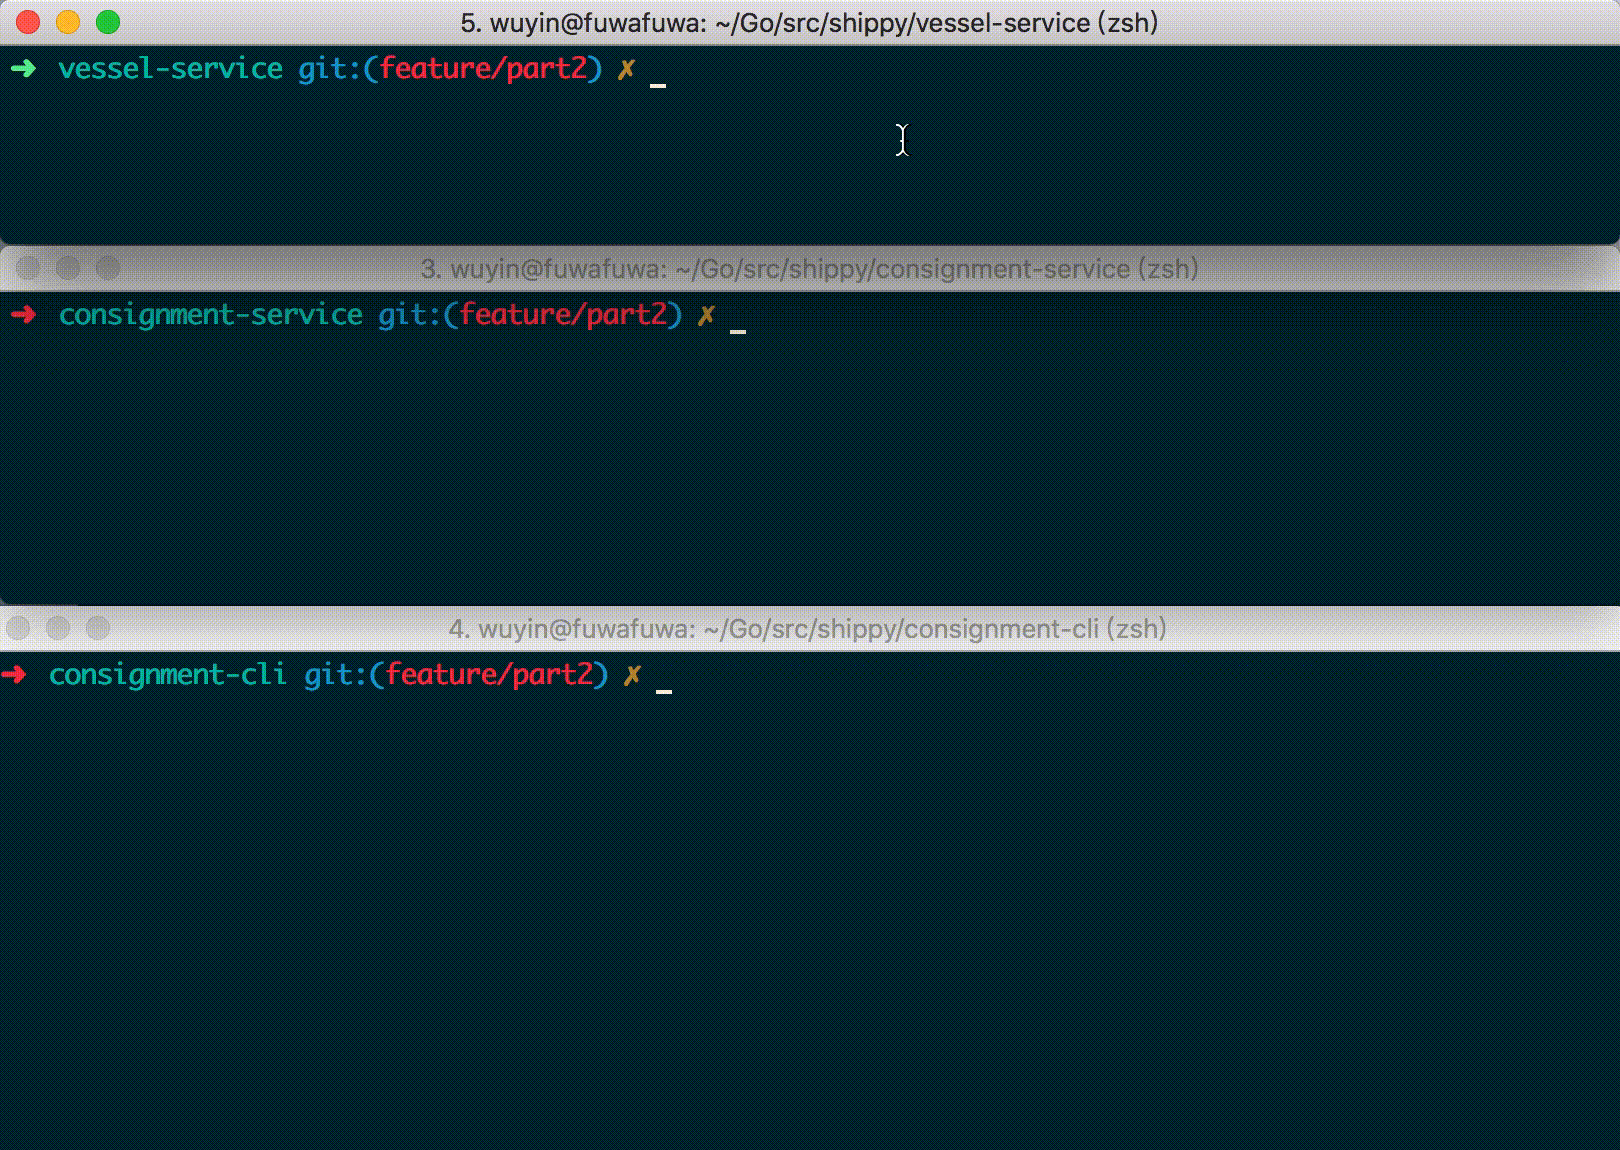 5. wuyin@fuwafuwa: ~/Go/src/shippy/vessel-service (zsh)
➜ vessel-service git:(feature/part2) ✗ _
3. wuyin@fuwafuwa: ~/Go/src/shippy/consignment-service (zsh)
➜ consignment-service git:(feature/part2) ✗ _
4. wuyin@fuwafuwa: ~/Go/src/shippy/consignment-cli (zsh)
➜ consignment-cli git:(feature/part2) ✗ _